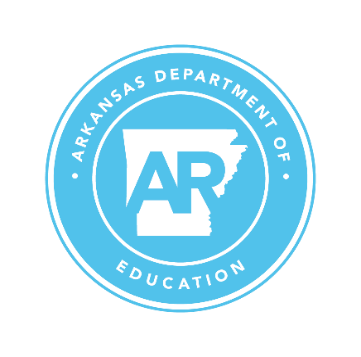 • ARKANSAS DEPARTMENT OF •
AR
EDUCATION